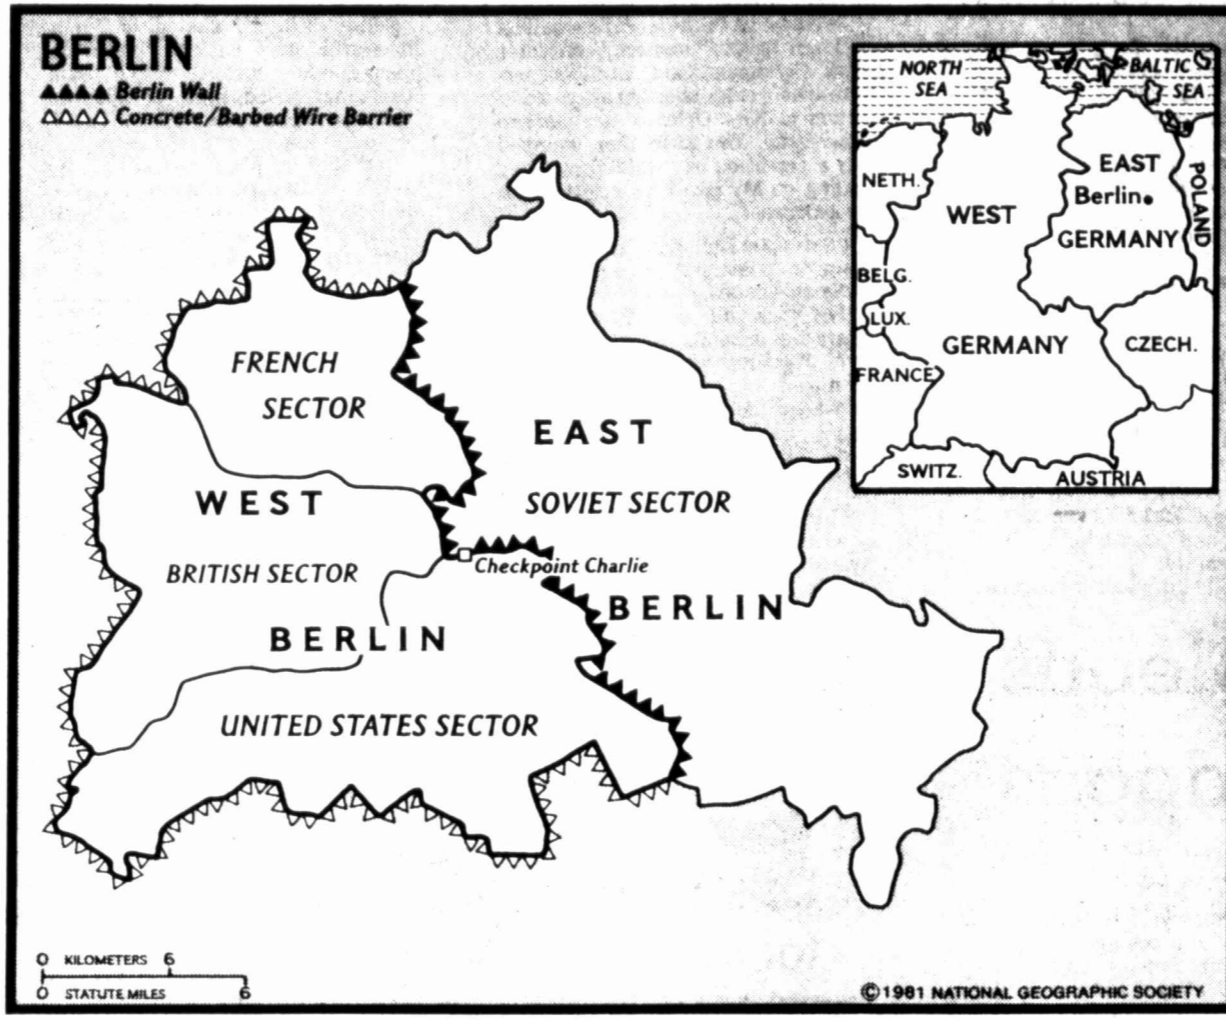 BERLIN
Berlin Wall
Concrete/Barbed Wire Barrier
NORTH
SEA
BALTIC
SEA
NETH.
EAST
Berlin
POLAND
WEST
GERMANY
BELG.
LUX.
GERMANY
CZECH.
FRANCE
SWITZ.
AUSTRIA
FRENCH
SECTOR
EAST
WEST
SOVIET SECTOR
BRITISH SECTOR
Checkpoint Charlie
BERLIN
BERLIN
UNITED STATES SECTOR
0 KILOMETERS 6
0 STATUTE MILES 6
©1981 NATIONAL GEOGRAPHIC SOCIETY